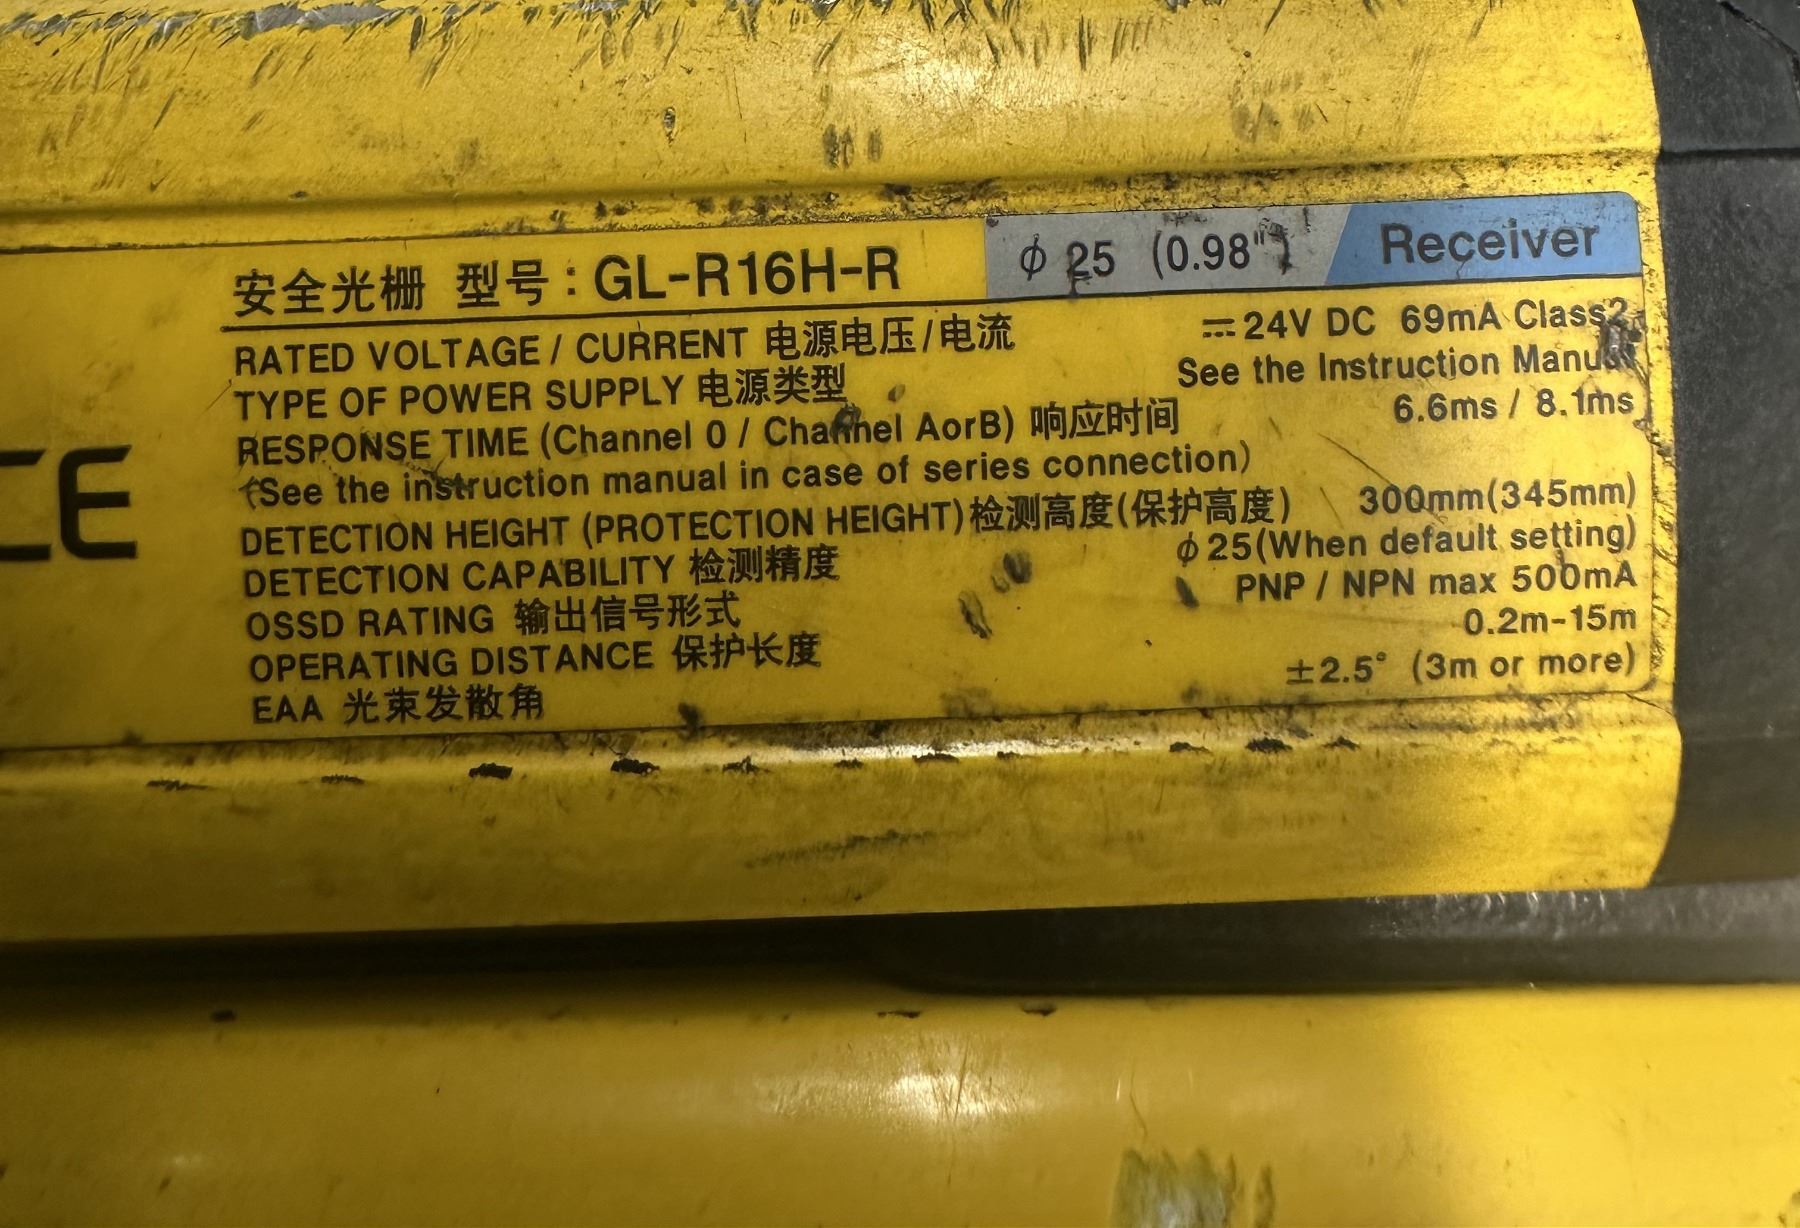 安全光栅 型号：GL-R16H-R ϕ25 (0.98") Receiver
RATED VOLTAGE / CURRENT 电源电压/电流 ⎓24V DC 69mA Class2
TYPE OF POWER SUPPLY 电源类型 See the Instruction Manual
RESPONSE TIME (Channel 0 / Channel AorB) 响应时间 6.6ms / 8.1ms
(See the instruction manual in case of series connection)
DETECTION HEIGHT (PROTECTION HEIGHT)检测高度(保护高度) 300mm(345mm)
DETECTION CAPABILITY 检测精度 ϕ25(When default setting)
OSSD RATING 输出信号形式 PNP / NPN max 500mA
OPERATING DISTANCE 保护长度 0.2m-15m
EAA 光束发散角 ±2.5° (3m or more)
CE